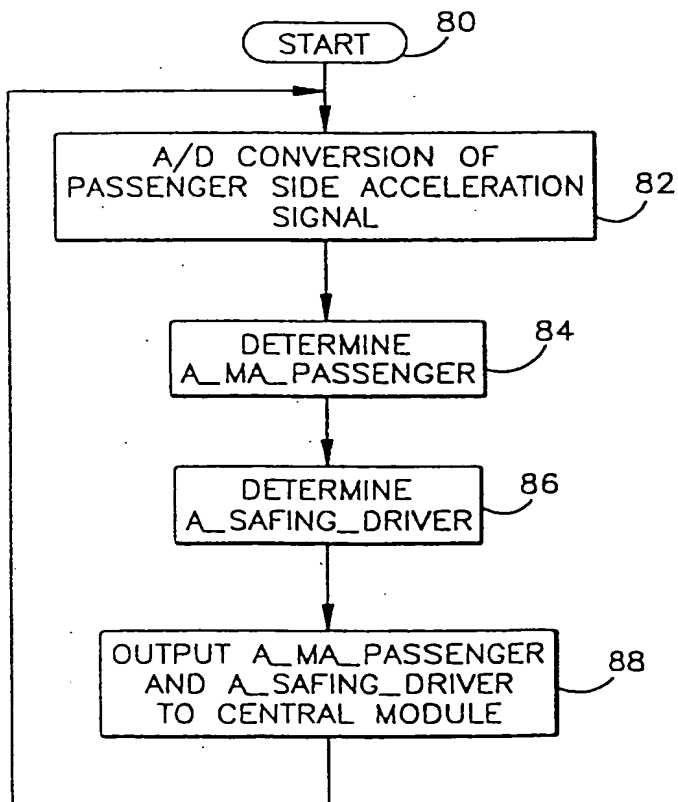 START
80
A/D CONVERSION OF
PASSENGER SIDE ACCELERATION
SIGNAL
82
DETERMINE
A_MA_PASSENGER
84
DETERMINE
A_SAFING_DRIVER
86
OUTPUT A_MA_PASSENGER
AND A_SAFING_DRIVER
TO CENTRAL MODULE
88